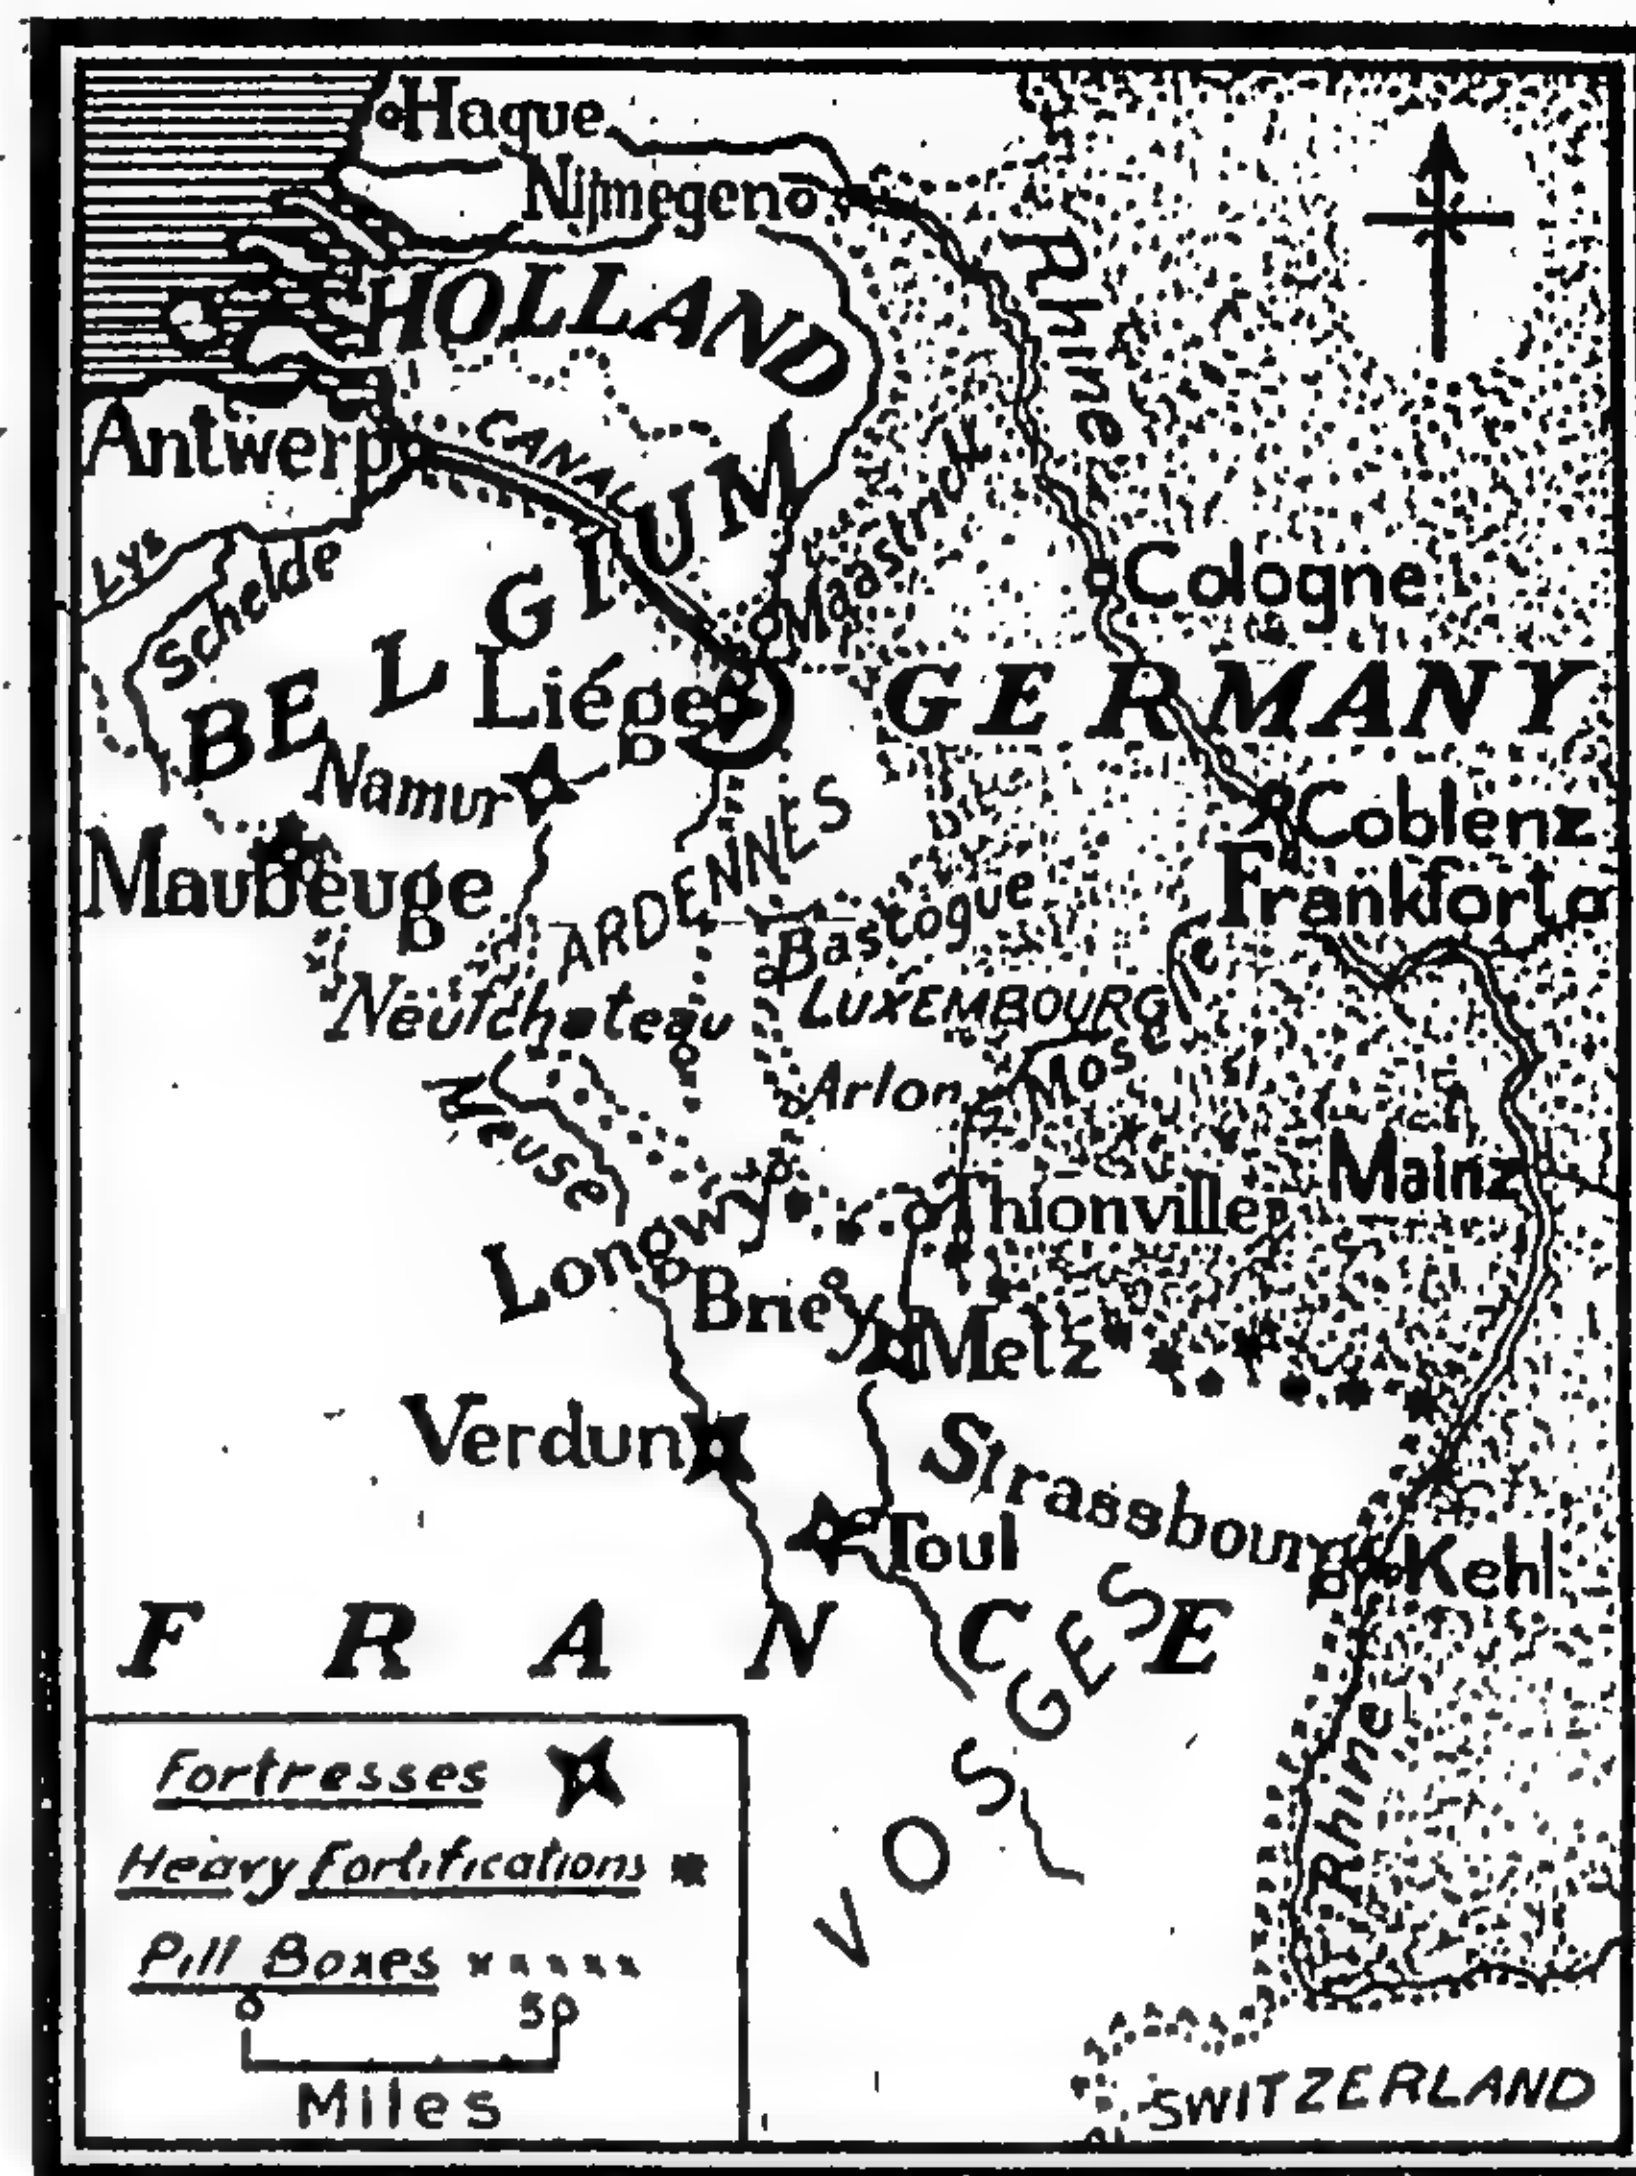 Hague
Nijmegen
HOLLAND
Rhine
Antwerp
CANAL
Maastricht
Lys
Schelde
BELGIUM
Cologne
Liége
GERMANY
Namur
Coblenz
Maubeuge
Frankfort
ARDENNES
Bastogue
Neufchateau
LUXEMBOURG
Moselle
Arlon
Meuse
Mainz
Longwy
Thionville
Briey
Metz
Verdun
Strassbourg
Toul
Kehl
FRANCE
VOSGES
Rhine
SWITZERLAND
Fortresses
Heavy Fortifications
Pill Boxes
0 50
Miles